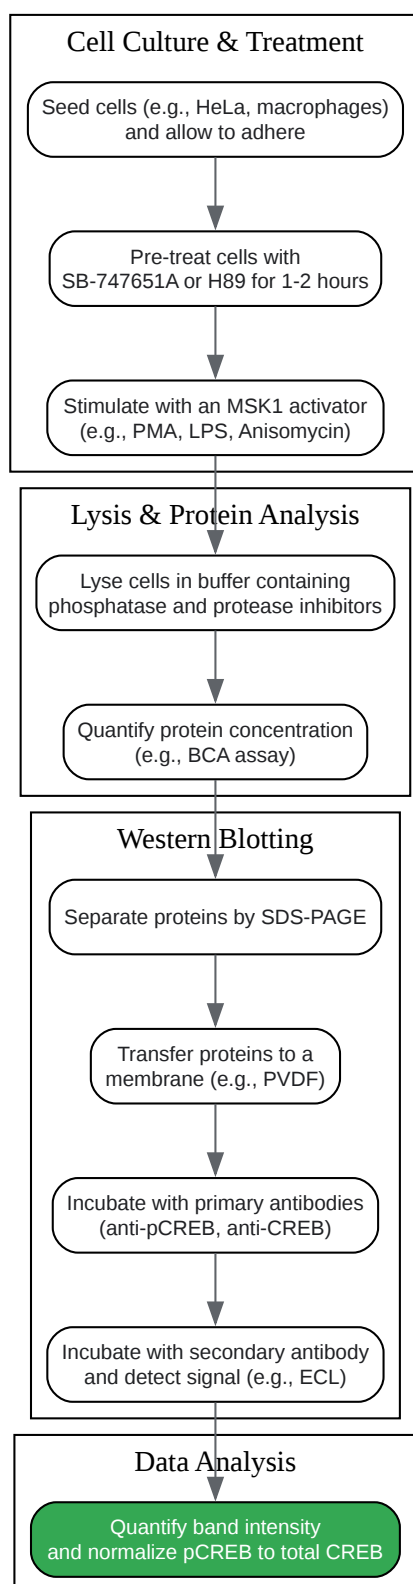 Cell Culture & Treatment
Seed cells (e.g., HeLa, macrophages)
and allow to adhere
Pre-treat cells with
SB-747651A or H89 for 1-2 hours
Stimulate with an MSK1 activator
(e.g., PMA, LPS, Anisomycin)
Lysis & Protein Analysis
Lyse cells in buffer containing
phosphatase and protease inhibitors
Quantify protein concentration
(e.g., BCA assay)
Western Blotting
Separate proteins by SDS-PAGE
Transfer proteins to a
membrane (e.g., PVDF)
Incubate with primary antibodies
(anti-pCREB, anti-CREB)
Incubate with secondary antibody
and detect signal (e.g., ECL)
Data Analysis
Quantify band intensity
and normalize pCREB to total CREB